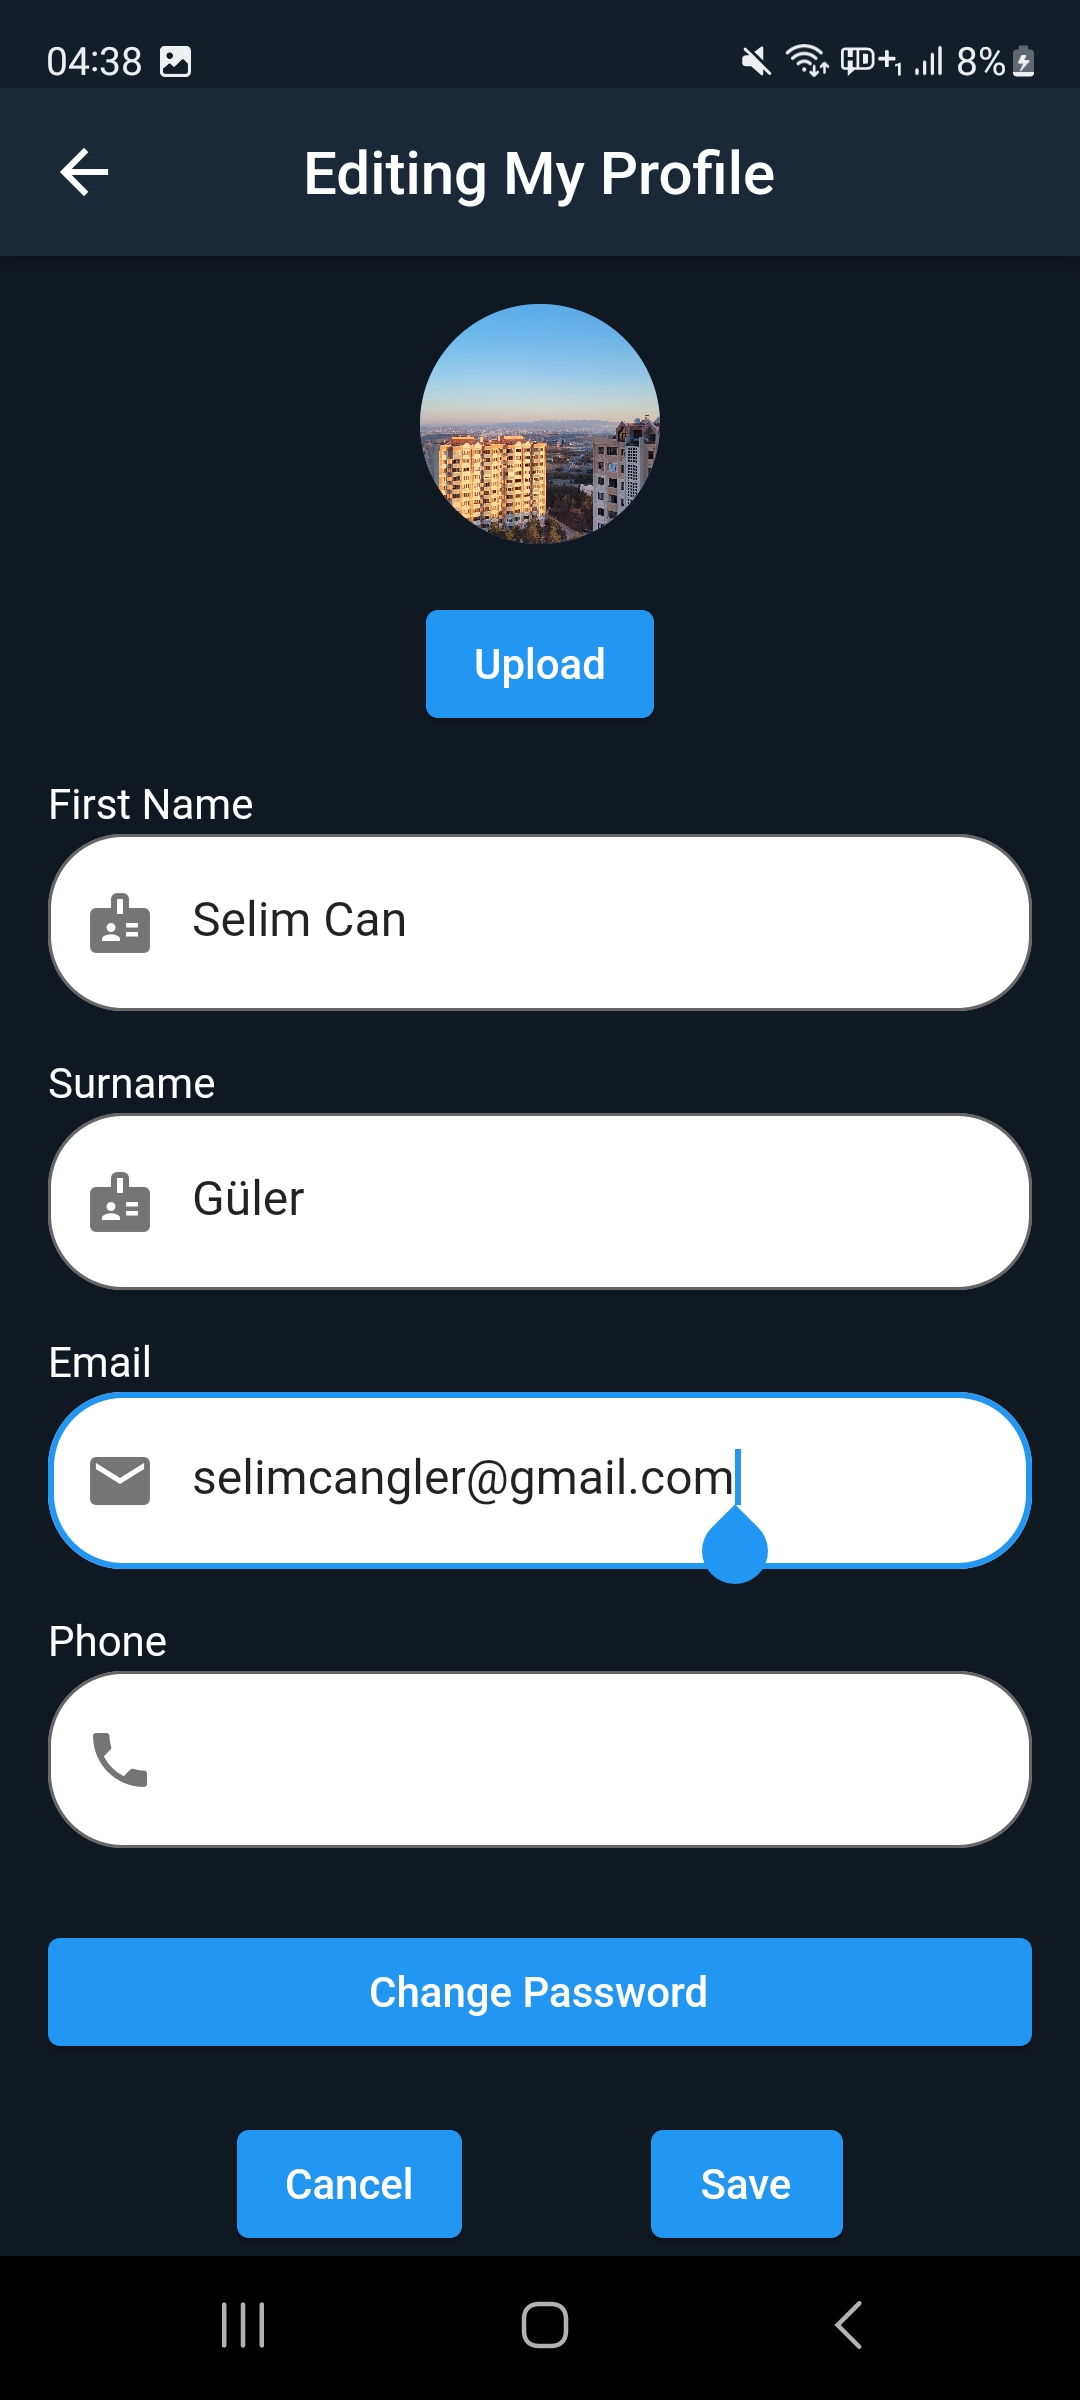 04:38 8%
Editing My Profile
Upload
First Name
Selim Can
Surname
Güler
Email
selimcangler@gmail.com
Phone
Change Password
Cancel Save